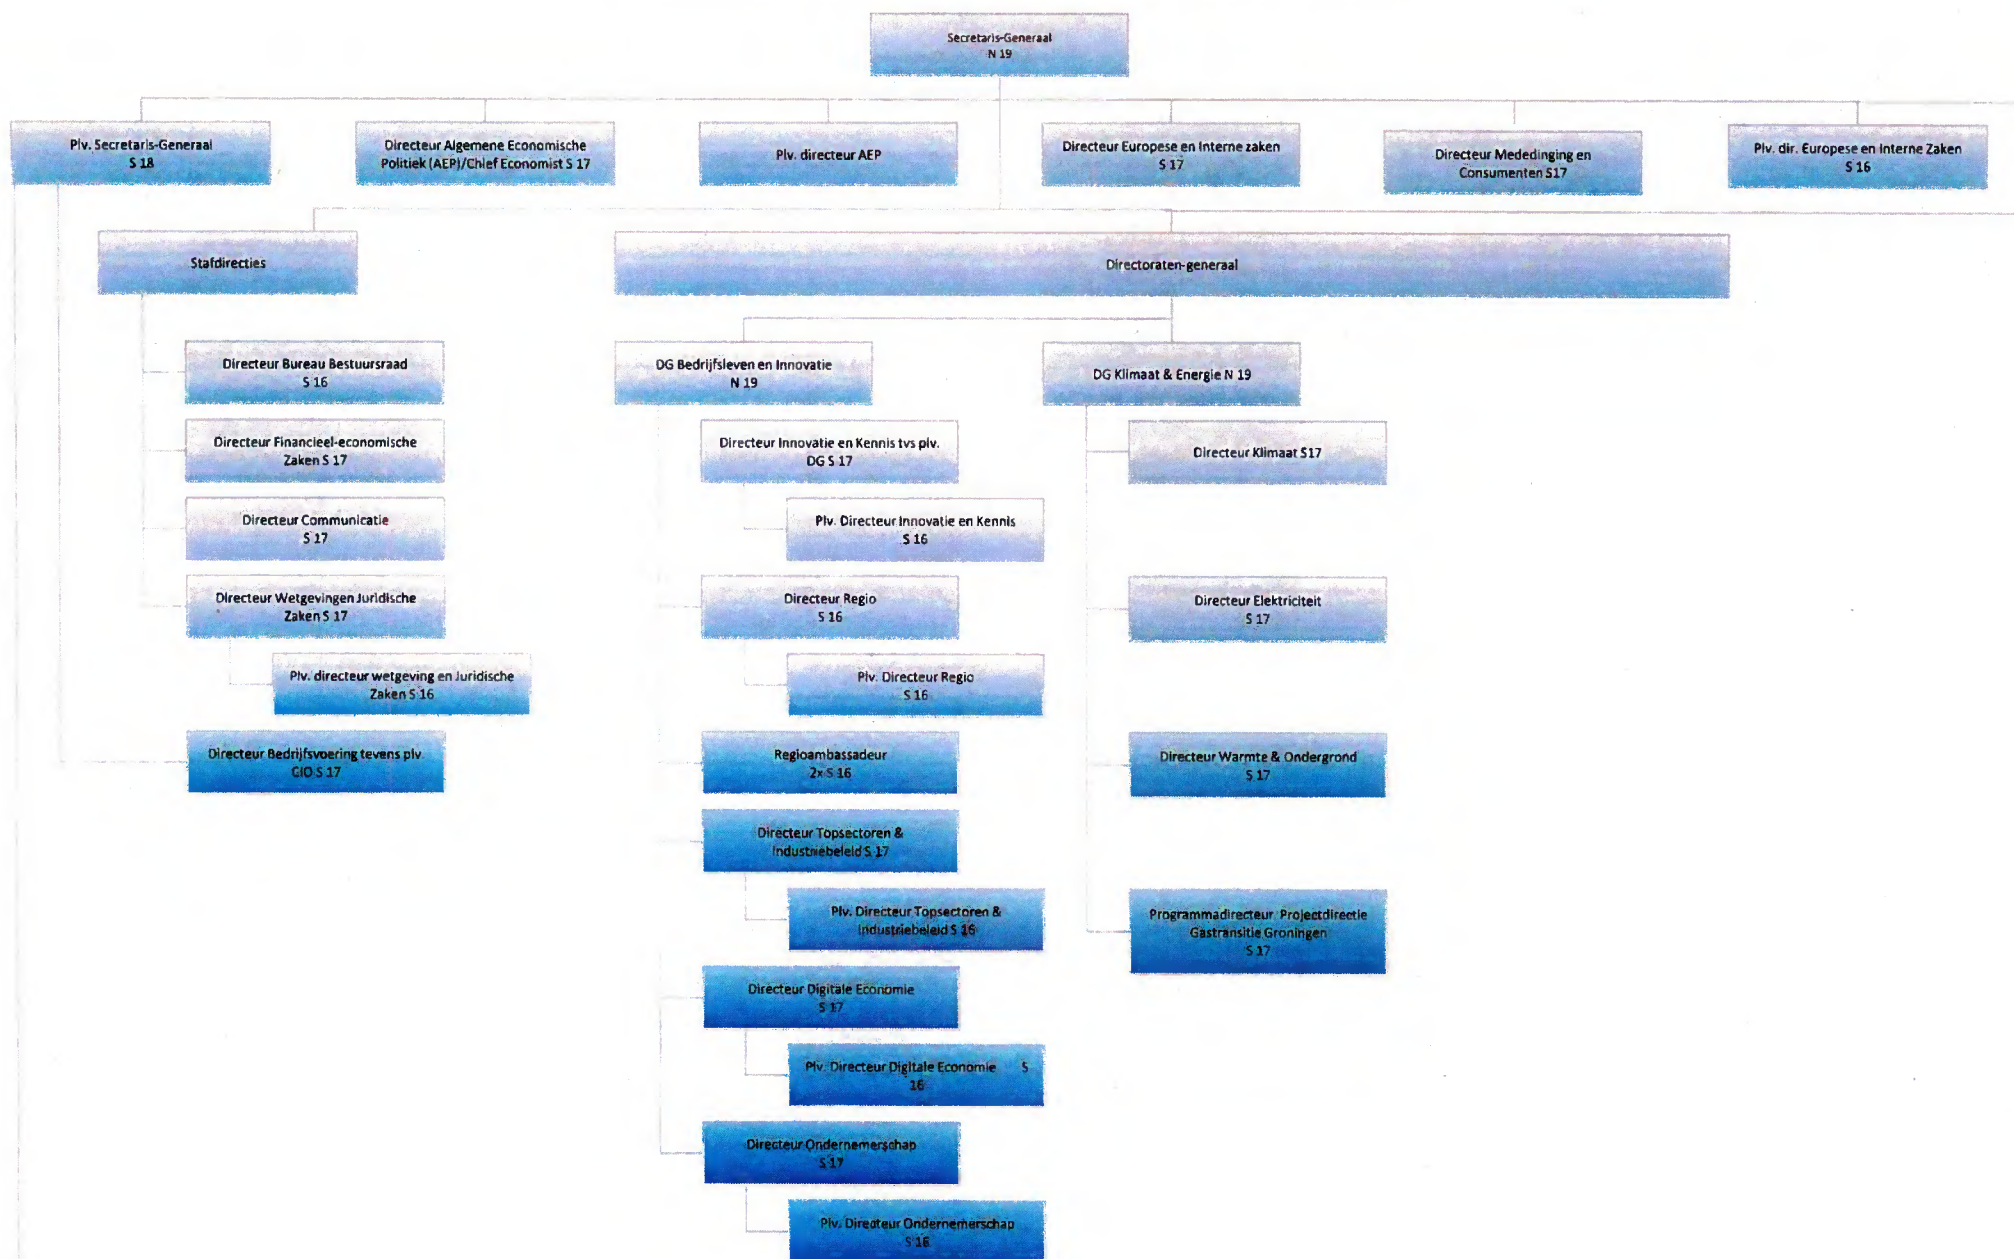 Secretaris-Generaal
N 19
Plv. Secretaris-Generaal
S 18
Directeur Algemene Economische
Politiek (AEP)/Chief Economist S 17
Plv. directeur AEP
Directeur Europese en Interne zaken
S 17
Directeur Mededinging en
Consumenten S17
Plv. dir. Europese en Interne Zaken
S 16
Stafdirecties
Directoraten-generaal
Directeur Bureau Bestuursraad
S 16
Directeur Financieel-economische
Zaken S 17
Directeur Communicatie
S 17
Directeur Wetgevingen Juridische
Zaken S 17
Plv. directeur wetgeving en Juridische
Zaken S 16
Directeur Bedrijfsvoering tevens plv.
CIO S 17
DG Bedrijfsleven en Innovatie
N 19
Directeur Innovatie en Kennis tvs plv.
DG S 17
Plv. Directeur Innovatie en Kennis
S 16
Directeur Regio
S 16
Plv. Directeur Regio
S 16
Regioambassadeur
2x S 16
Directeur Topsectoren &
Industriebeleid S 17
Plv. Directeur Topsectoren &
Industriebeleid S 16
Directeur Digitale Economie
S 17
Plv. Directeur Digitale Economie S
16
Directeur Ondernemerschap
S 17
Plv. Directeur Ondernemerschap
S 16
DG Klimaat & Energie N 19
Directeur Klimaat S17
Directeur Elektriciteit
S 17
Directeur Warmte & Ondergrond
S 17
Programmadirecteur Projectdirectie
Gastransitie Groningen
S 17